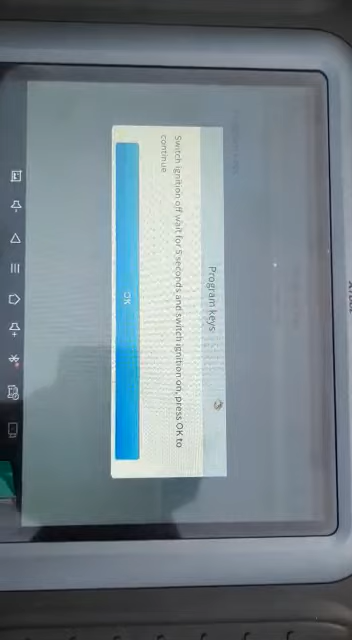 Program keys
Switch ignition off wait for 5 seconds and switch ignition on, press OK to
continue
OK